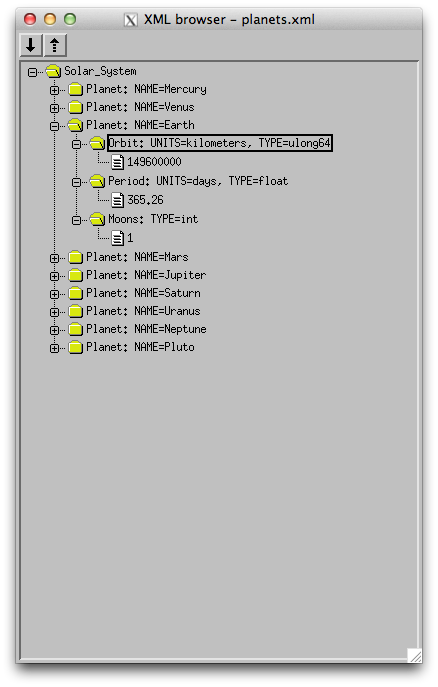 XML browser - planets.xml
Solar_System
Planet: NAME=Mercury
Planet: NAME=Venus
Planet: NAME=Earth
Orbit: UNITS=kilometers, TYPE=ulong64
149600000
Period: UNITS=days, TYPE=float
365.26
Moons: TYPE=int
1
Planet: NAME=Mars
Planet: NAME=Jupiter
Planet: NAME=Saturn
Planet: NAME=Uranus
Planet: NAME=Neptune
Planet: NAME=Pluto